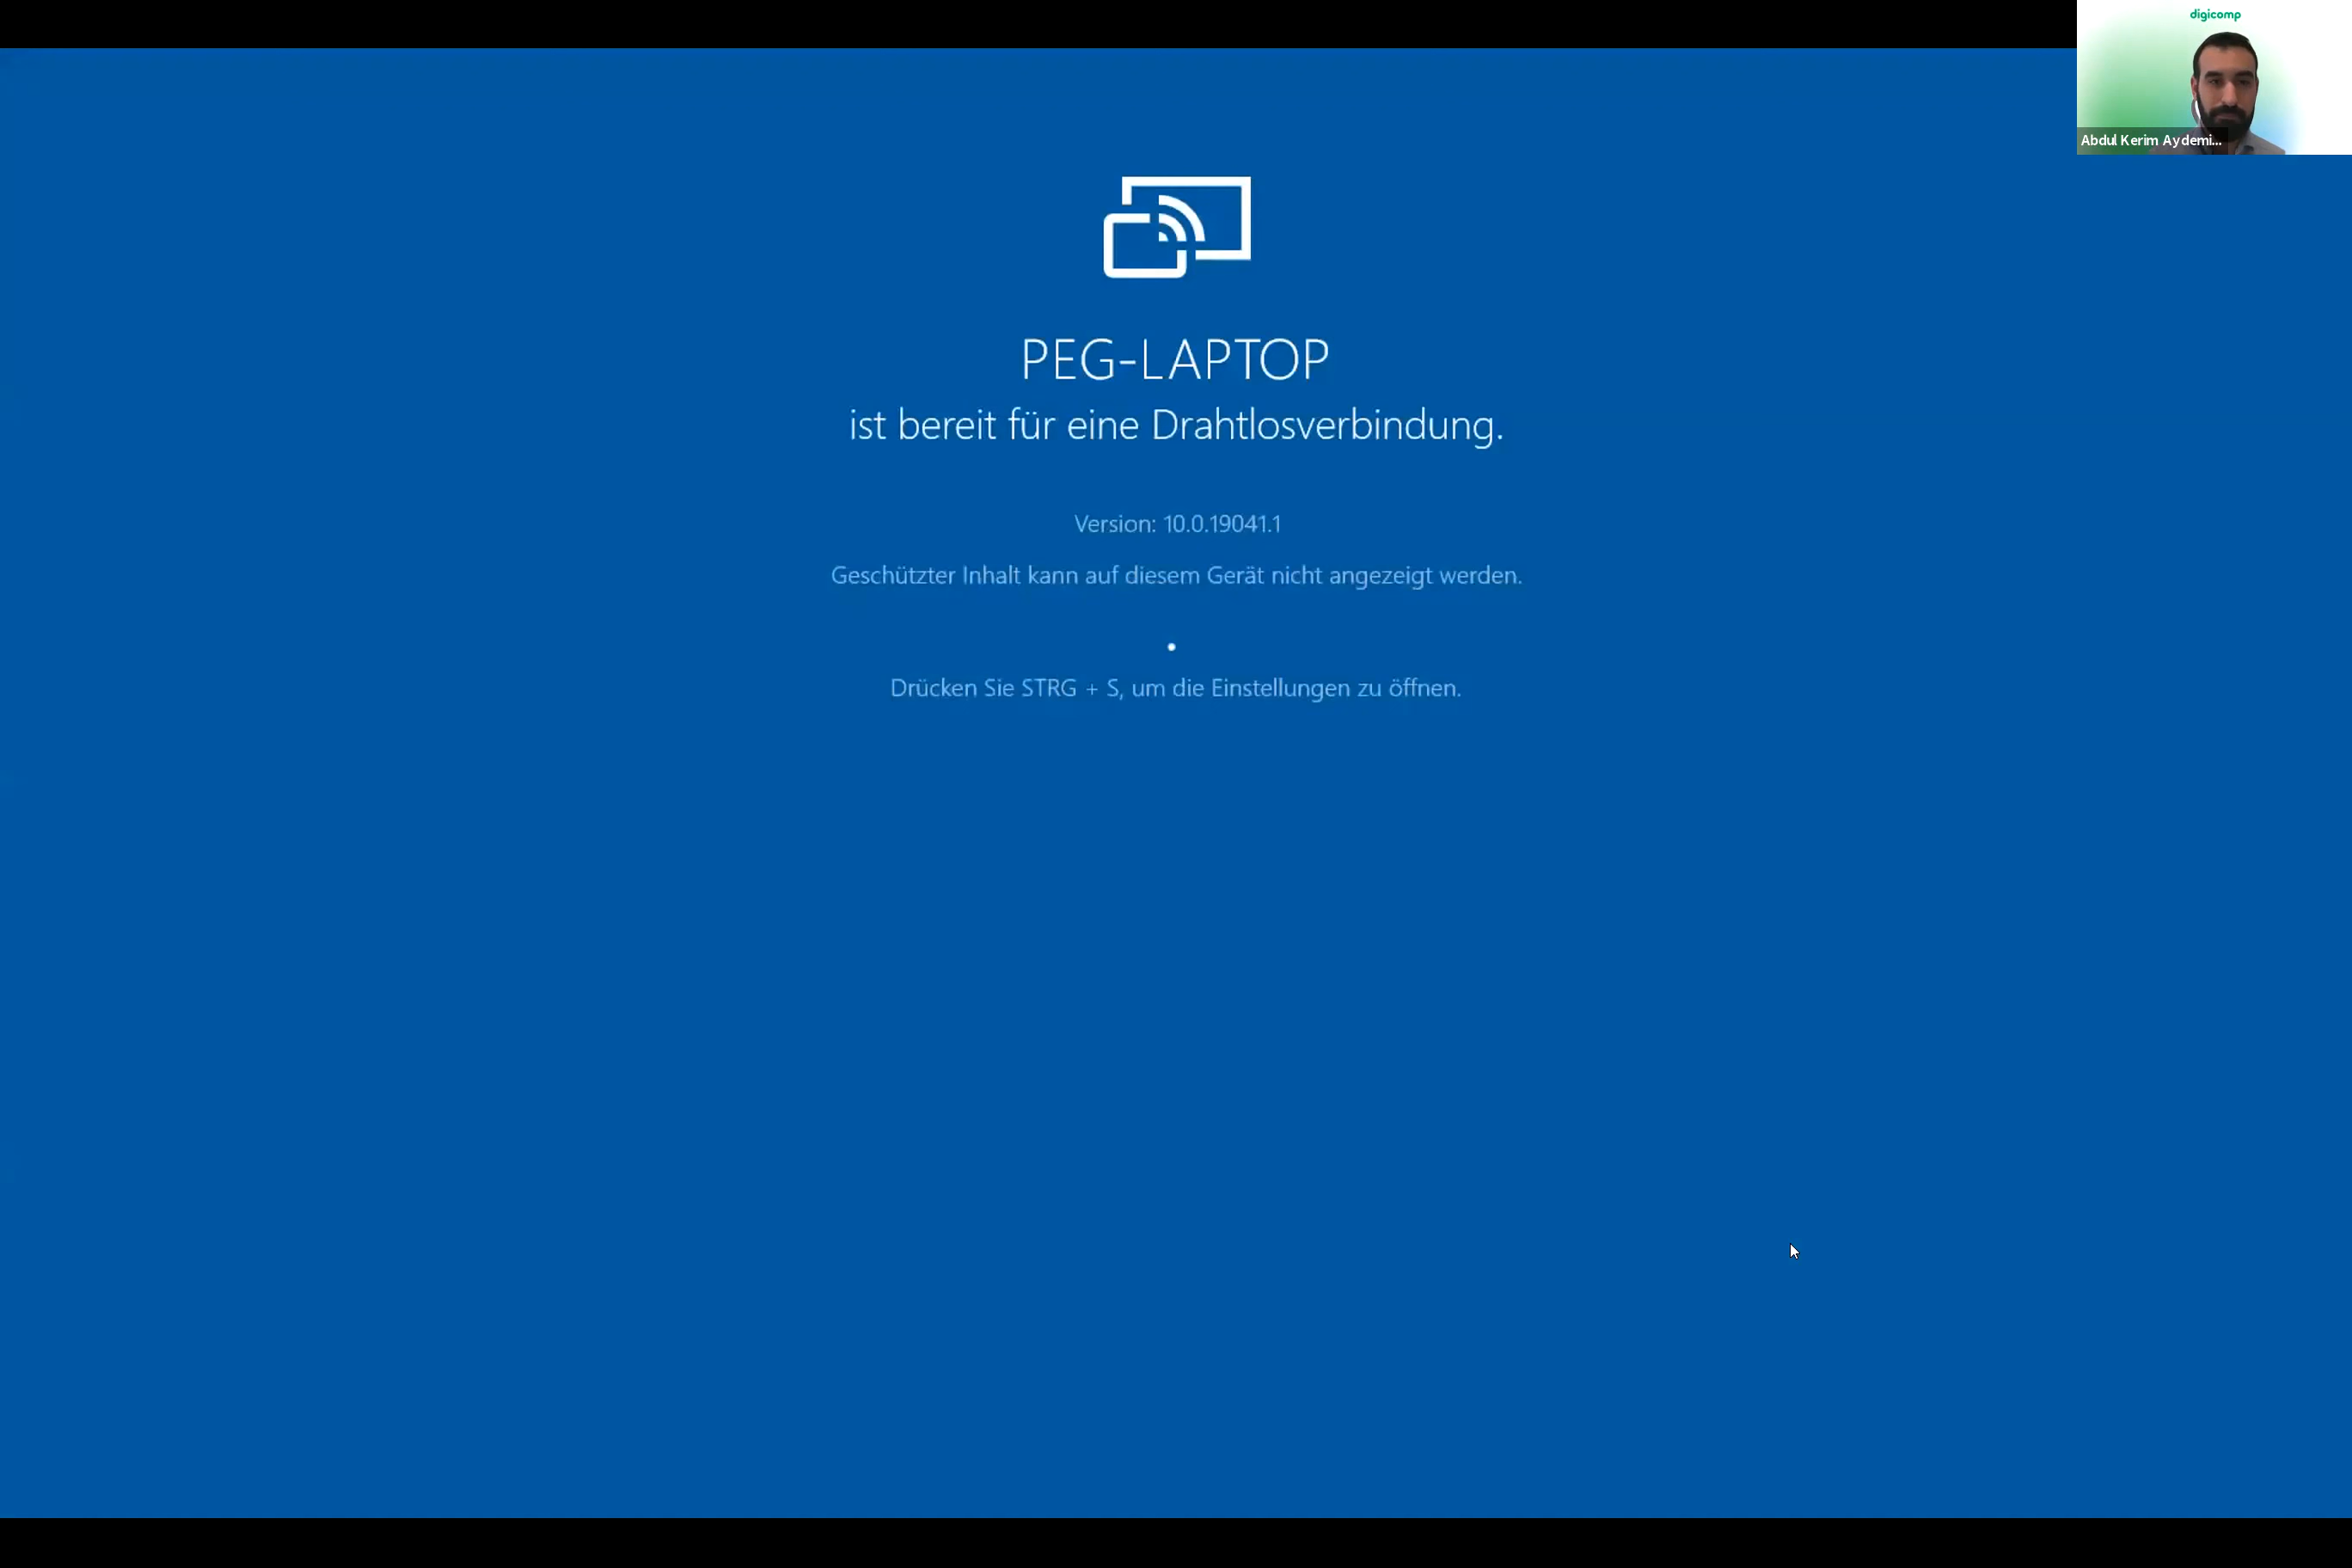 digicomp
Abdul Kerim Aydemi...
PEG-LAPTOP
ist bereit für eine Drahtlosverbindung.
Version: 10.0.19041.1
Geschützter Inhalt kann auf diesem Gerät nicht angezeigt werden.
Drücken Sie STRG + S, um die Einstellungen zu öffnen.